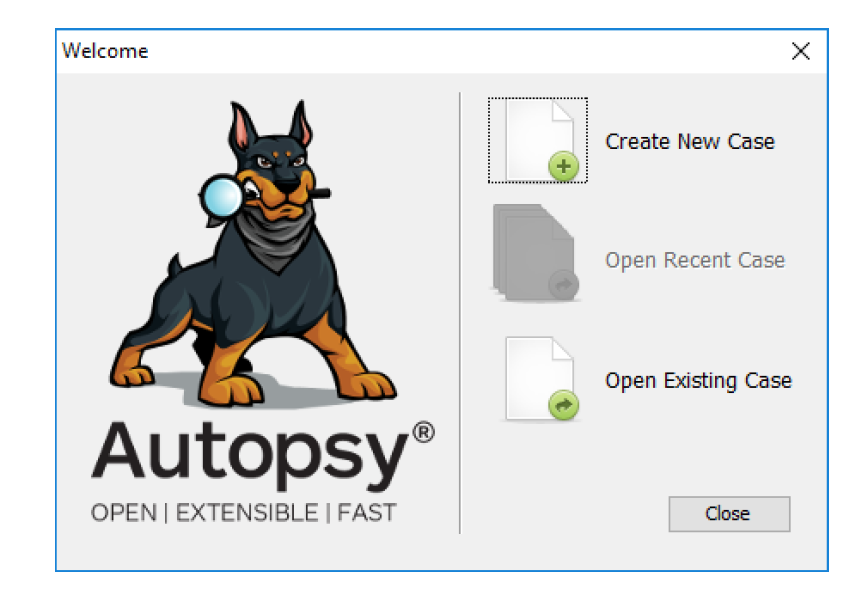 Welcome
Create New Case
Open Recent Case
Open Existing Case
Autopsy®
OPEN | EXTENSIBLE | FAST
Close